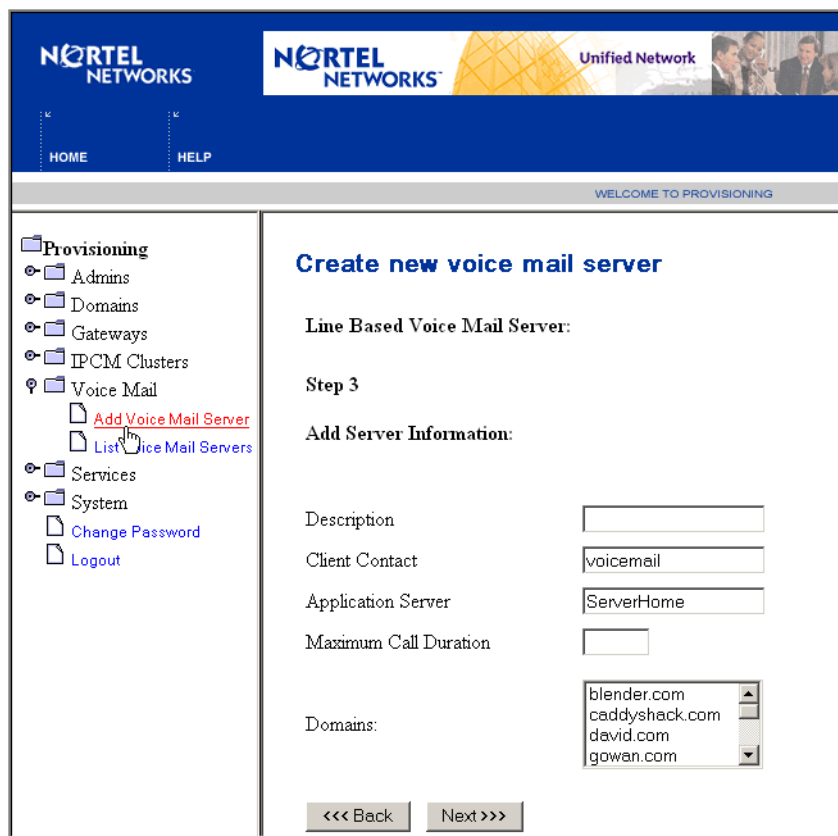 NORTEL
NETWORKS
NORTEL
NETWORKS™
Unified Network
HOME
HELP
WELCOME TO PROVISIONING
Provisioning
Admins
Domains
Gateways
IPCM Clusters
Voice Mail
Add Voice Mail Server
List Voice Mail Servers
Services
System
Change Password
Logout
Create new voice mail server
Line Based Voice Mail Server:
Step 3
Add Server Information:
Description
Client Contact voicemail
Application Server ServerHome
Maximum Call Duration
Domains:
blender.com
caddyshack.com
david.com
gowan.com
<<< Back Next>>>